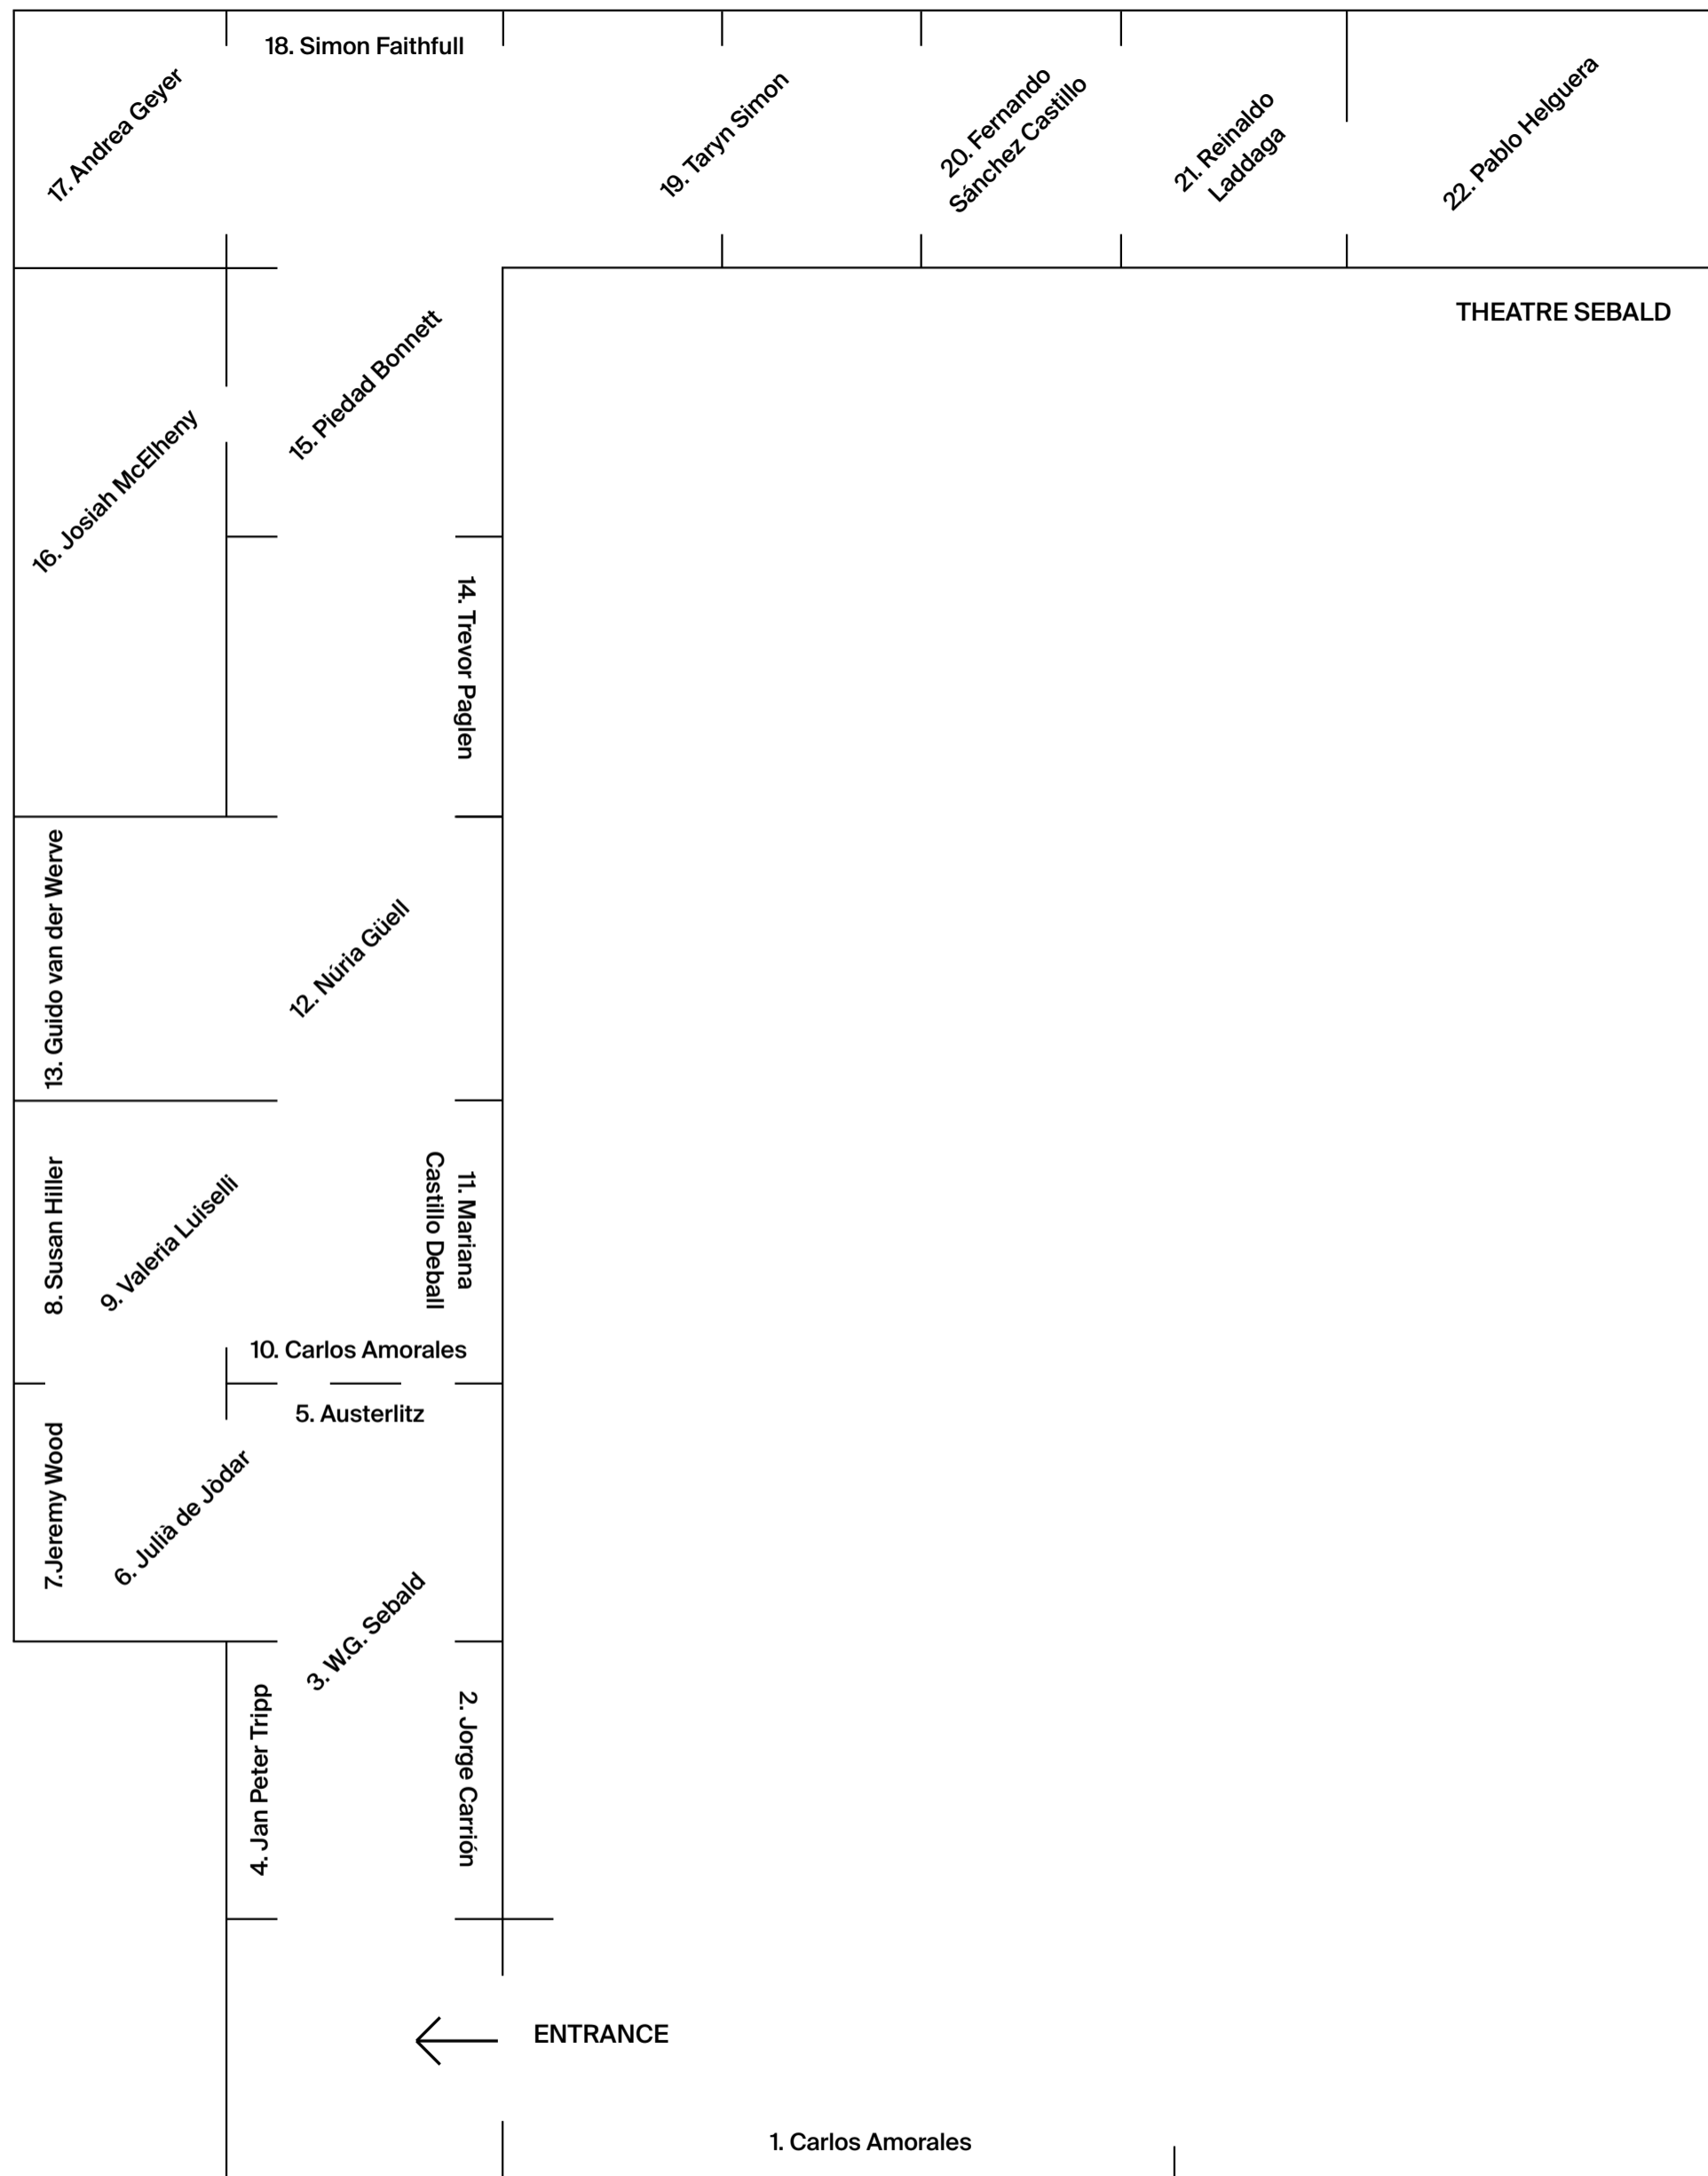 18. Simon Faithfull
17. Andrea Geyer
19. Taryn Simon
20. Fernando
Sánchez Castillo
21. Reinaldo
Laddaga
22. Pablo Helguera
THEATRE SEBALD
15. Piedad Bonnett
16. Josiah McElheny
14. Trevor Paglen
13. Guido van der Werve
12. Núria Güell
8. Susan Hiller
9. Valeria Luiselli
11. Mariana
Castillo Deball
10. Carlos Amorales
5. Austerlitz
7.Jeremy Wood
6. Julià de Jòdar
3. W.G. Sebald
4. Jan Peter Tripp
2. Jorge Carrión
ENTRANCE
1. Carlos Amorales